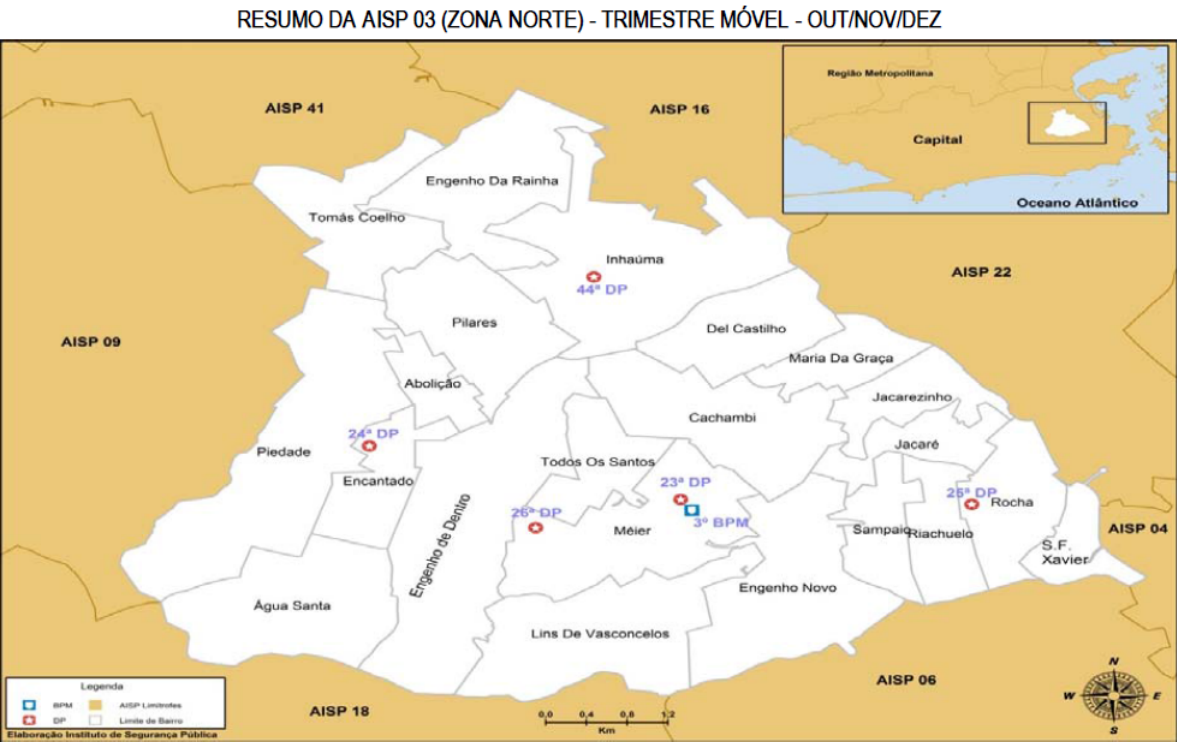 RESUMO DA AISP 03 (ZONA NORTE) - TRIMESTRE MÓVEL - OUT/NOV/DEZ
Região Metropolitana
AISP 41
AISP 16
Capital
Engenho Da Rainha
Oceano Atlântico
Tomás Coelho
Inhaúma
AISP 22
44ª DP
Pilares
Del Castilho
AISP 09
Maria Da Graça
Abolição
Jacarezinho
Cachambi
24ª DP
Jacaré
Piedade
Todos Os Santos
Encantado
23ª DP
25ª DP
Rocha
26ª DP
3º BPM
Méier
Sampaio
Riachuelo
AISP 04
Engenho de Dentro
S.F.
Xavier
Engenho Novo
Água Santa
Lins De Vasconcelos
N
AISP 06
W
E
Legenda
BPM
AISP Limítrofes
AISP 18
0,0
0,6
1,2
DP
Limite de Bairro
Km
S
Elaboração Instituto de Segurança Pública